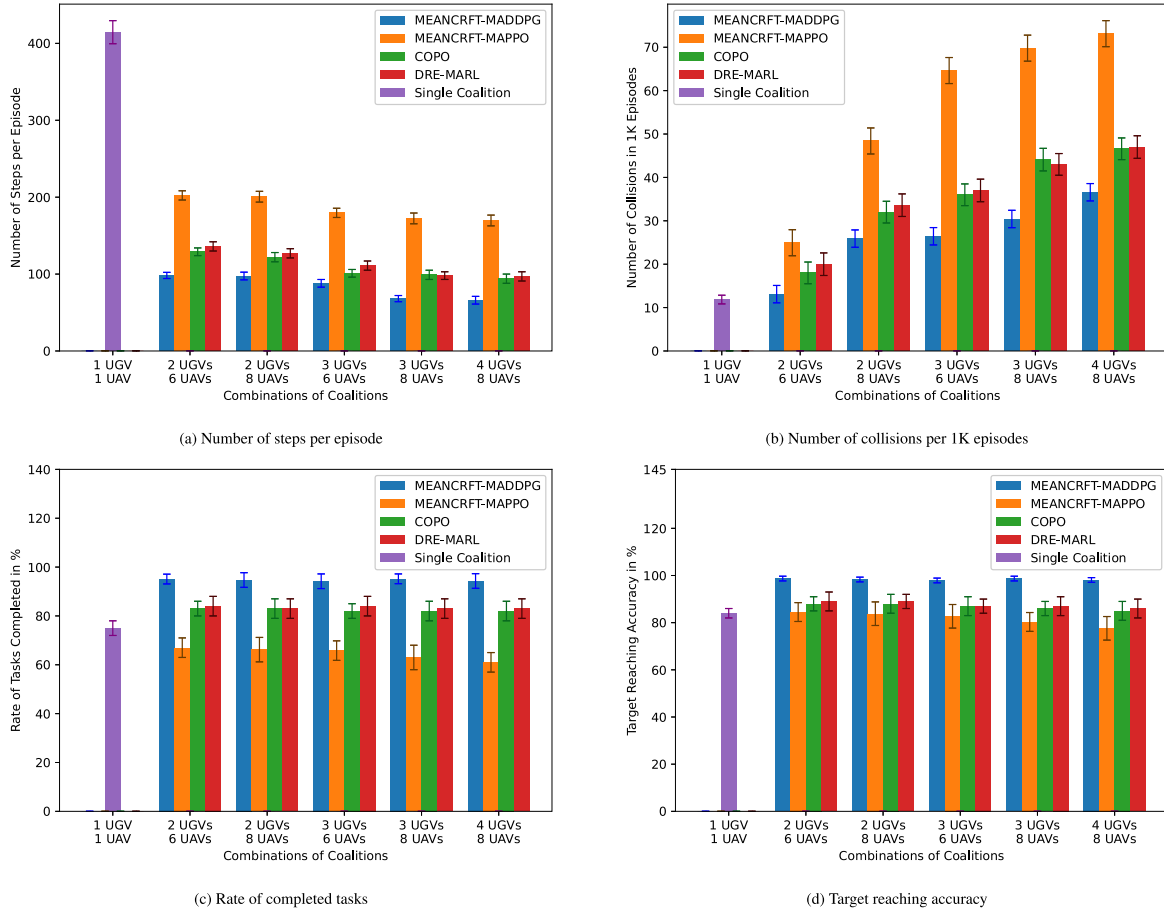 MEANCRFT-MADDPG
MEANCRFT-MAPPO
COPO
DRE-MARL
Single Coalition
Number of Steps per Episode
400
300
200
100
0
1 UGV
1 UAV
2 UGVs
6 UAVs
2 UGVs
8 UAVs
3 UGVs
6 UAVs
3 UGVs
8 UAVs
4 UGVs
8 UAVs
Combinations of Coalitions
(a) Number of steps per episode
MEANCRFT-MADDPG
MEANCRFT-MAPPO
COPO
DRE-MARL
Single Coalition
Number of Collisions in 1K Episodes
70
60
50
40
30
20
10
0
1 UGV
1 UAV
2 UGVs
6 UAVs
2 UGVs
8 UAVs
3 UGVs
6 UAVs
3 UGVs
8 UAVs
4 UGVs
8 UAVs
Combinations of Coalitions
(b) Number of collisions per 1K episodes
MEANCRFT-MADDPG
MEANCRFT-MAPPO
COPO
DRE-MARL
Single Coalition
Rate of Tasks Completed in %
140
120
100
80
60
40
20
0
1 UGV
1 UAV
2 UGVs
6 UAVs
2 UGVs
8 UAVs
3 UGVs
6 UAVs
3 UGVs
8 UAVs
4 UGVs
8 UAVs
Combinations of Coalitions
(c) Rate of completed tasks
MEANCRFT-MADDPG
MEANCRFT-MAPPO
COPO
DRE-MARL
Single Coalition
Target Reaching Accuracy in %
145
120
100
80
60
40
20
0
1 UGV
1 UAV
2 UGVs
6 UAVs
2 UGVs
8 UAVs
3 UGVs
6 UAVs
3 UGVs
8 UAVs
4 UGVs
8 UAVs
Combinations of Coalitions
(d) Target reaching accuracy